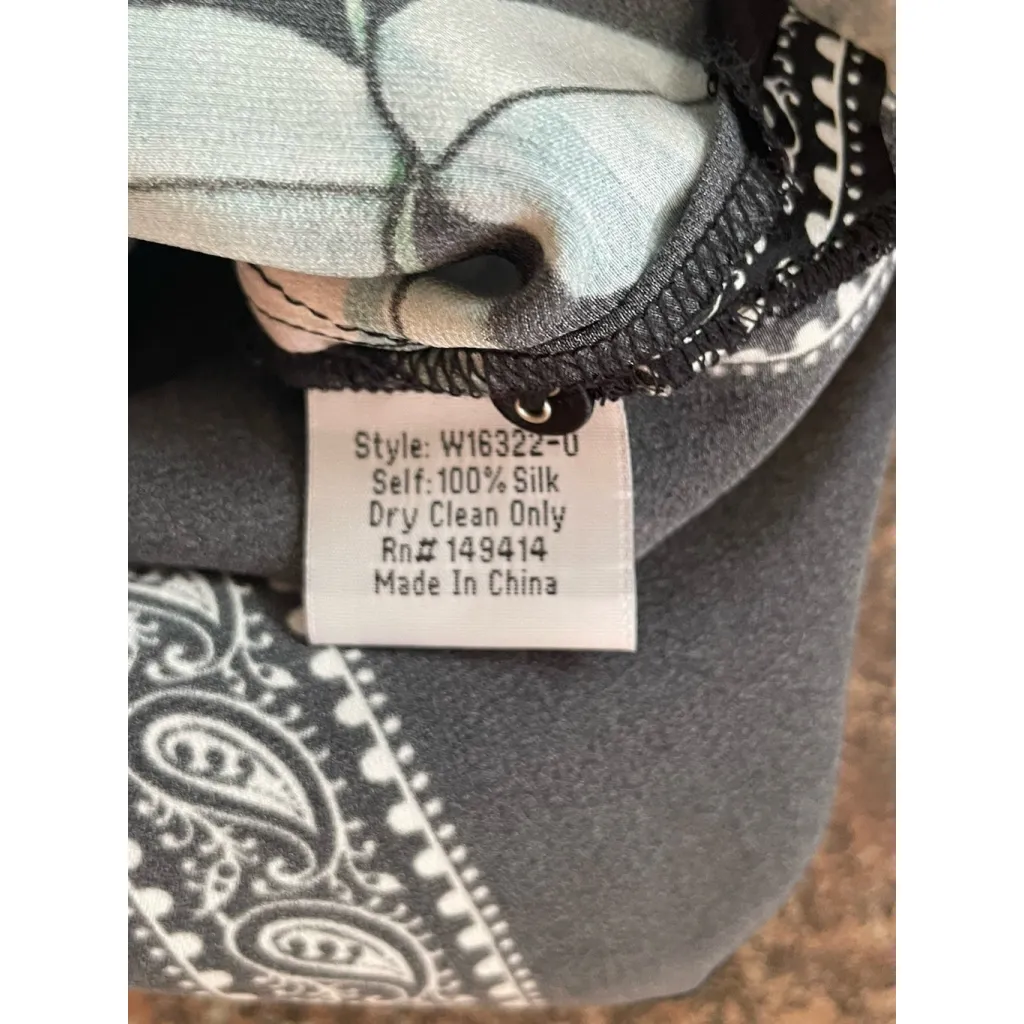 Style: W16322-0
Self: 100% Silk
Dry Clean Only
Rn# 149414
Made In China